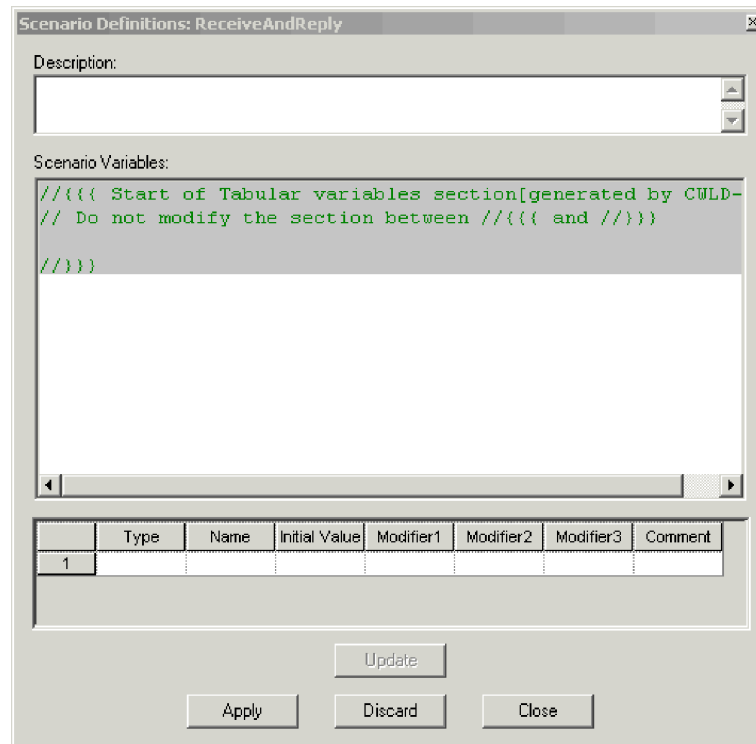 Scenario Definitions: ReceiveAndReply
Description:
Scenario Variables:
//{{{ Start of Tabular variables section[generated by CWLD-
// Do not modify the section between //{{{ and //}}}
//}}}
Type Name Initial Value Modifier1 Modifier2 Modifier3 Comment
1
Update
Apply Discard Close